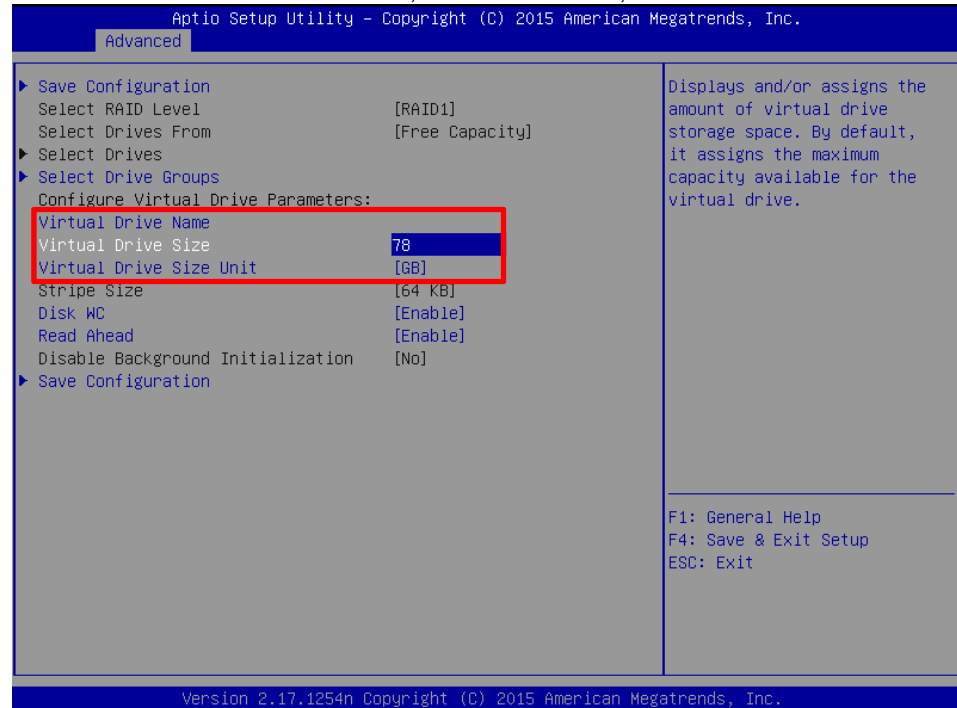 Aptio Setup Utility – Copyright (C) 2015 American Megatrends, Inc.
Advanced
Save Configuration
Select RAID Level [RAID1]
Select Drives From [Free Capacity]
Select Drives
Select Drive Groups
Configure Virtual Drive Parameters:
Virtual Drive Name
Virtual Drive Size 78
Virtual Drive Size Unit [GB]
Stripe Size [64 KB]
Disk WC [Enable]
Read Ahead [Enable]
Disable Background Initialization [No]
Save Configuration
Displays and/or assigns the
amount of virtual drive
storage space. By default,
it assigns the maximum
capacity available for the
virtual drive.
F1: General Help
F4: Save & Exit Setup
ESC: Exit
Version 2.17.1254n Copyright (C) 2015 American Megatrends, Inc.